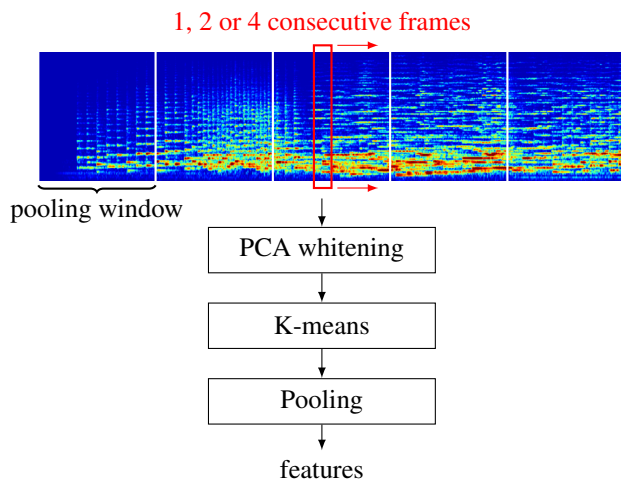 1, 2 or 4 consecutive frames
pooling window
PCA whitening
K-means
Pooling
features